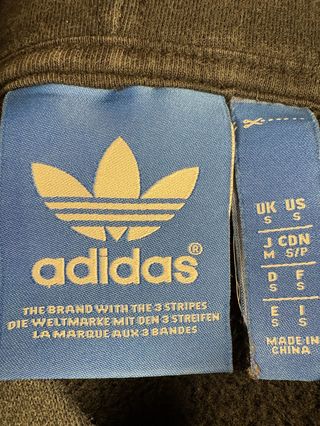 adidas®
THE BRAND WITH THE 3 STRIPES
DIE WELTMARKE MIT DEN 3 STREIFEN
LA MARQUE AUX 3 BANDES
UK US
S S
J CDN
M S/P
D F
S S
E I
S S
MADE IN
CHINA